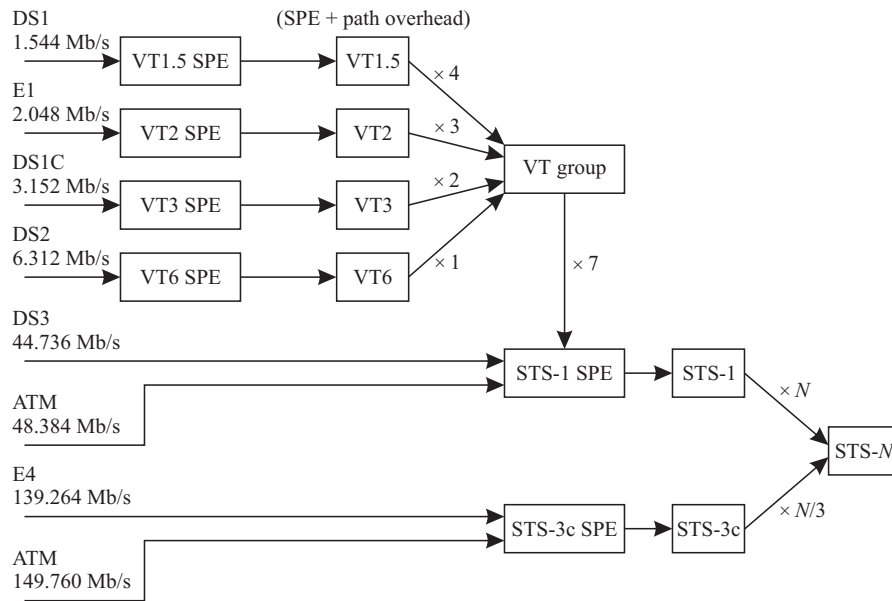 DS1
1.544 Mb/s
(SPE + path overhead)
VT1.5 SPE
VT1.5
× 4
E1
2.048 Mb/s
VT2 SPE
VT2
× 3
VT group
DS1C
3.152 Mb/s
VT3 SPE
VT3
× 2
DS2
6.312 Mb/s
VT6 SPE
VT6
× 1
× 7
DS3
44.736 Mb/s
STS-1 SPE
STS-1
× N
ATM
48.384 Mb/s
STS-N
E4
139.264 Mb/s
STS-3c SPE
STS-3c
× N/3
ATM
149.760 Mb/s